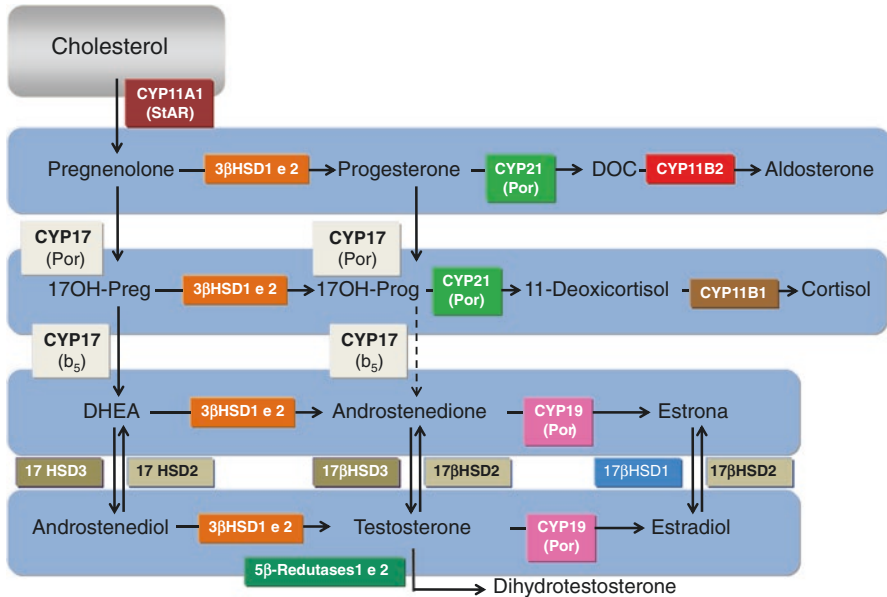 Cholesterol
CYP11A1
(StAR)
Pregnenolone
3βHSD1 e 2
Progesterone
CYP21
(Por)
DOC
CYP11B2
Aldosterone
CYP17
(Por)
CYP17
(Por)
17OH-Preg
3βHSD1 e 2
17OH-Prog
CYP21
(Por)
11-Deoxicortisol
CYP11B1
Cortisol
CYP17
(b₅)
CYP17
(b₅)
DHEA
3βHSD1 e 2
Androstenedione
CYP19
(Por)
Estrona
17 HSD3
17 HSD2
17βHSD3
17βHSD2
17βHSD1
17βHSD2
Androstenediol
3βHSD1 e 2
Testosterone
CYP19
(Por)
Estradiol
5β-Redutases1 e 2
Dihydrotestosterone